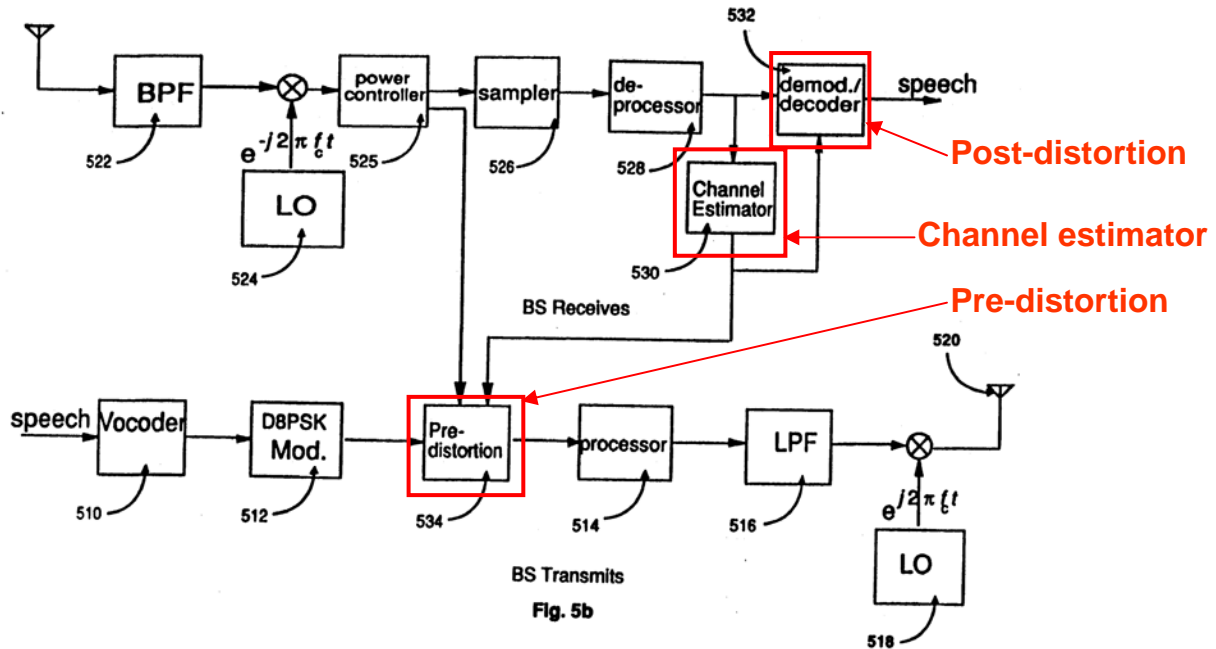 532
BPF
power
controller
sampler
de-
processor
demod./
decoder
speech
522
e^-j2πf_c t
525
526
528
Post-distortion
LO
Channel
Estimator
Channel estimator
524
530
BS Receives
Pre-distortion
520
speech
Vocoder
D8PSK
Mod.
Pre-
distortion
processor
LPF
510
512
534
514
516
e^j2πf_c t
BS Transmits
LO
Fig. 5b
518